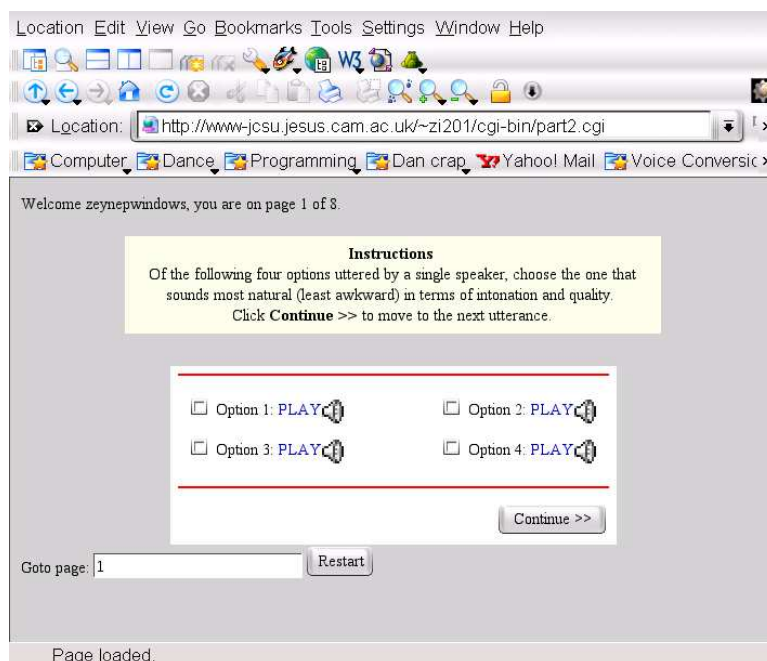 Location Edit View Go Bookmarks Tools Settings Window Help
W3
Location: http://www-jcsu.jesus.cam.ac.uk/~zi201/cgi-bin/part2.cgi
Computer Dance Programming Dan crap Yahoo! Mail Voice Conversic
Welcome zeynepwindows, you are on page 1 of 8.
Instructions
Of the following four options uttered by a single speaker, choose the one that
sounds most natural (least awkward) in terms of intonation and quality.
Click Continue >> to move to the next utterance.
Option 1: PLAY Option 2: PLAY
Option 3: PLAY Option 4: PLAY
Continue >>
Goto page: 1 Restart
Page loaded.